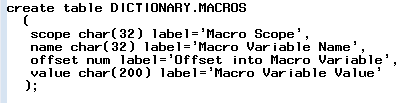 create table DICTIONARY.MACROS
(
scope char(32) label='Macro Scope',
name char(32) label='Macro Variable Name',
offset num label='Offset into Macro Variable',
value char(200) label='Macro Variable Value'
);